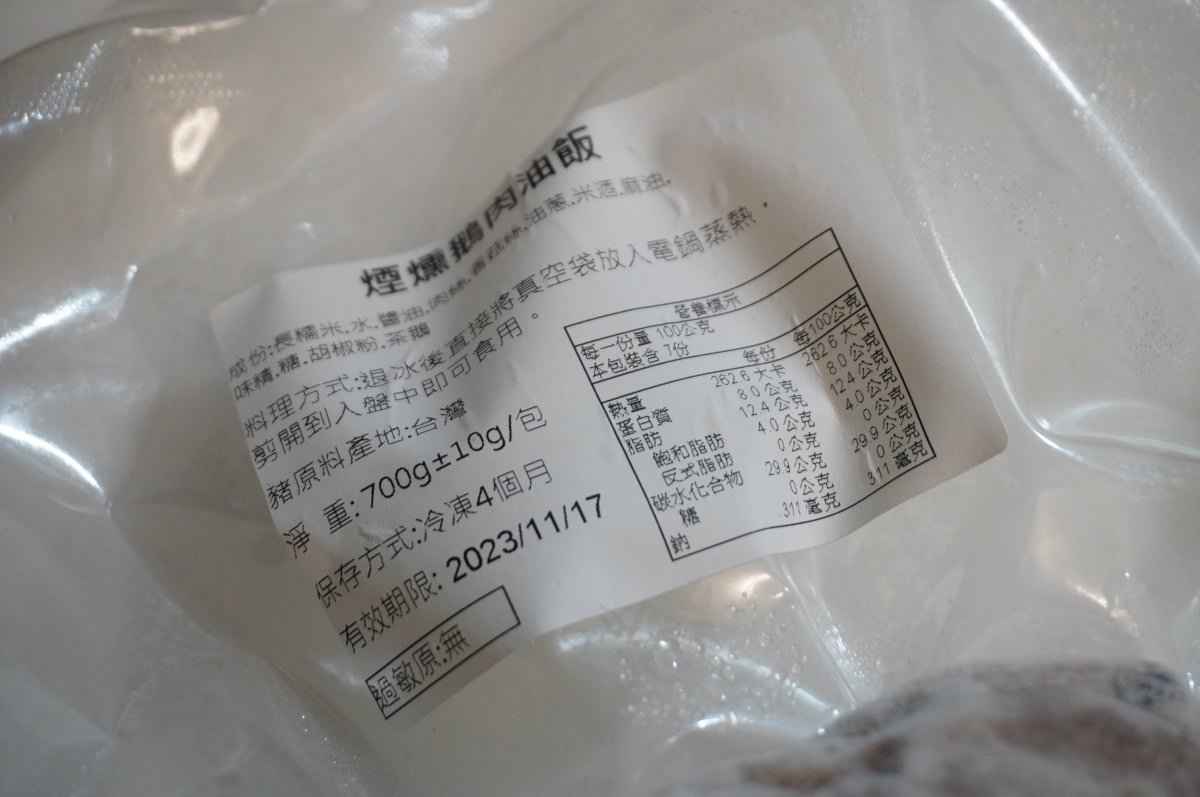 煙燻鵝肉油飯
成份:長糯米.水.醬油.肉絲.香菇絲.油蔥.米酒.麻油.
味精.糖.胡椒粉.茶鵝
料理方式:退冰後直接將真空袋放入電鍋蒸熱，
剪開到入盤中即可食用。
豬原料產地:台灣
淨 重:700g±10g/包
保存方式:冷凍4個月
有效期限: 2023/11/17
過敏原:無
營養標示
每一份量 100公克
本包裝含 1份
每份 每100公克
熱量 262.6 大卡 262.6 大卡
蛋白質 8.0 公克 8.0 公克
脂肪 12.4 公克 12.4 公克
飽和脂肪 4.0 公克 4.0 公克
反式脂肪 0 公克 0 公克
碳水化合物 29.9 公克 29.9 公克
糖 0 公克 0 公克
鈉 311 毫克 311 毫克